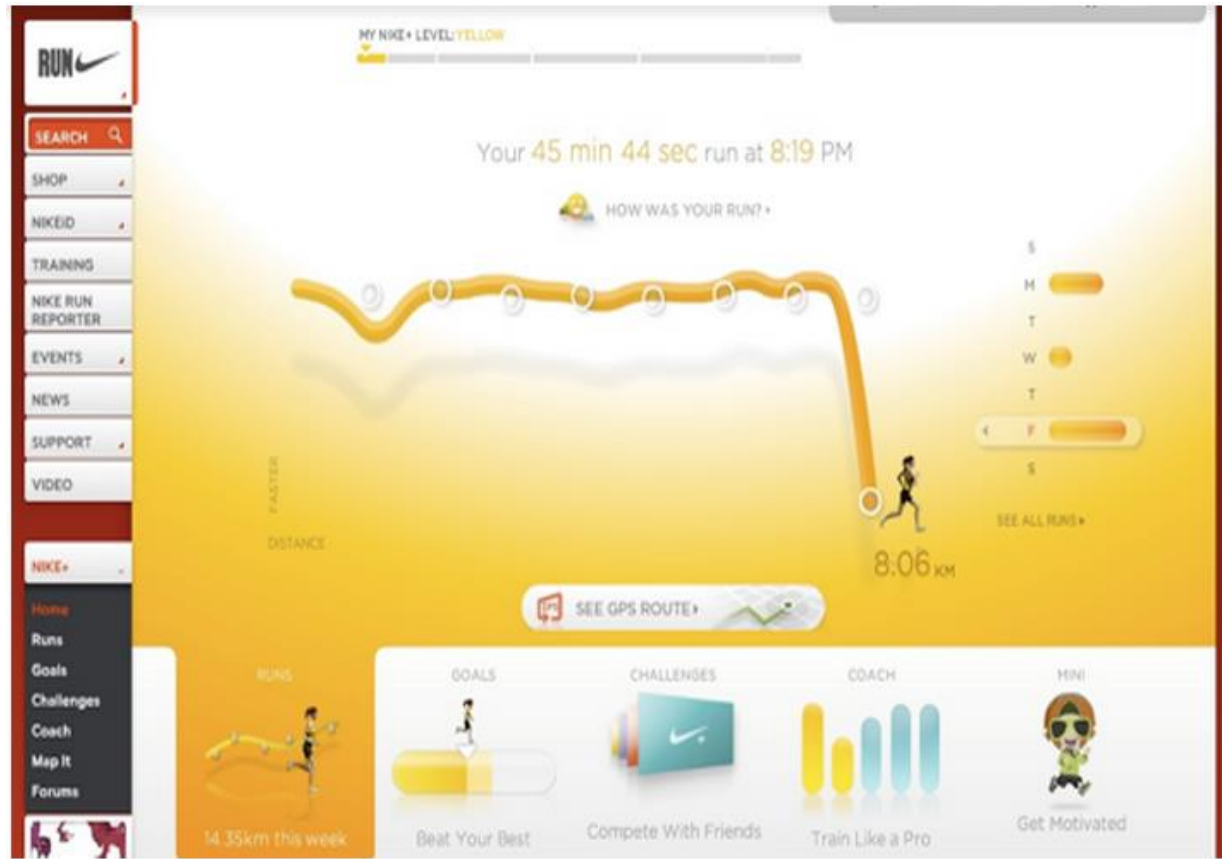 MY NIKE+ LEVEL: YELLOW
RUN
SEARCH
SHOP
NIKEiD
TRAINING
NIKE RUN
REPORTER
EVENTS
NEWS
SUPPORT
VIDEO
NIKE+
Home
Runs
Goals
Challenges
Coach
Map It
Forums
Your 45 min 44 sec run at 8:19 PM
HOW WAS YOUR RUN?
S
M
T
W
T
F
S
SEE ALL RUNS
FASTER
DISTANCE
8.06 KM
GPS
SEE GPS ROUTE
RUNS
14.35km this week
GOALS
Beat Your Best
CHALLENGES
Compete With Friends
COACH
Train Like a Pro
MINI
Get Motivated